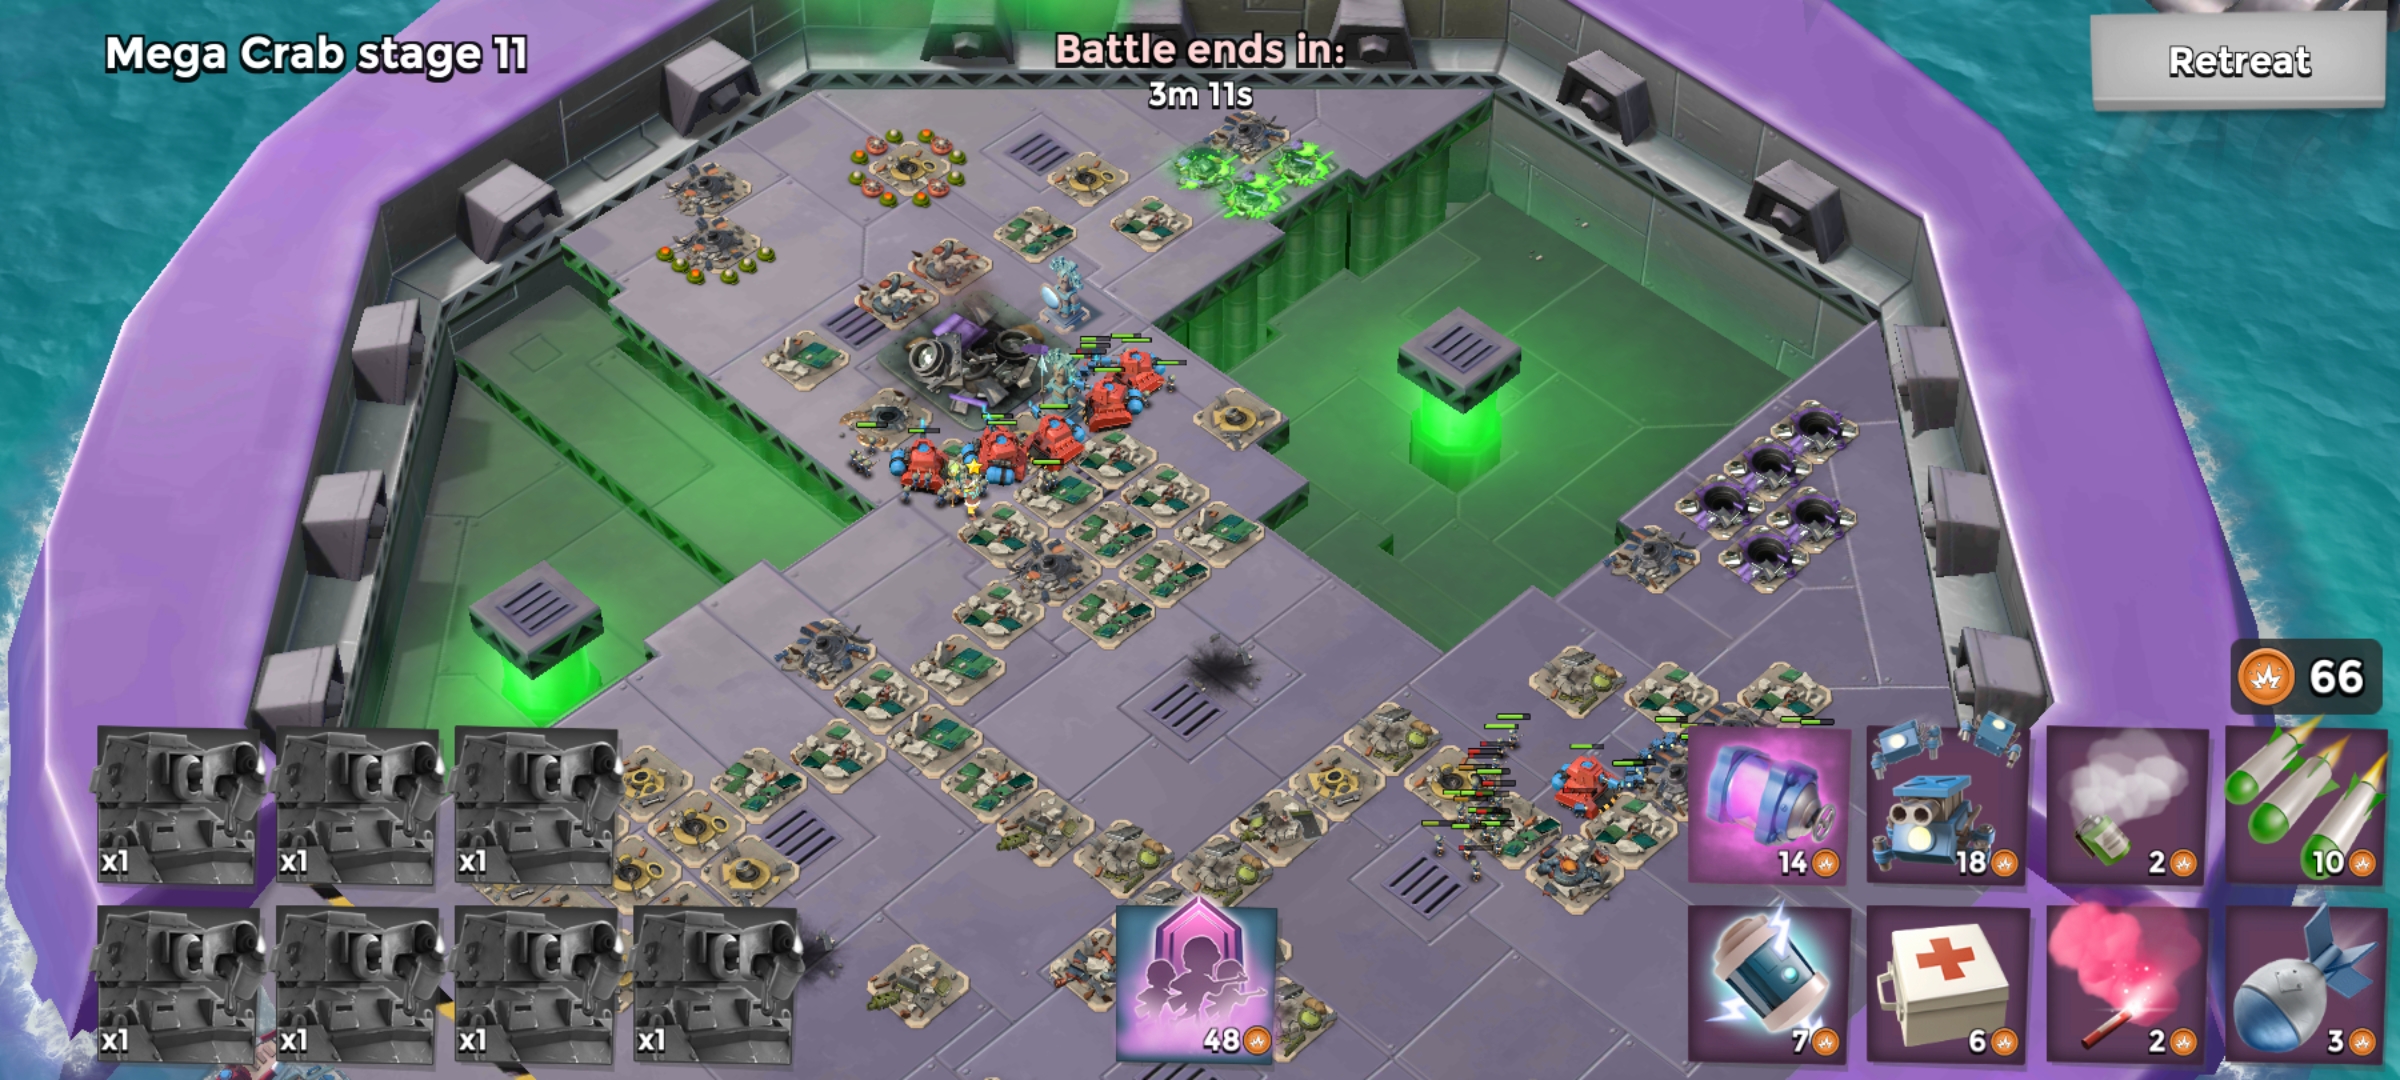 Mega Crab stage 11
Battle ends in:
3m 11s
Retreat
66
x1
x1
x1
14
18
2
10
x1
x1
x1
x1
48
7
6
2
3